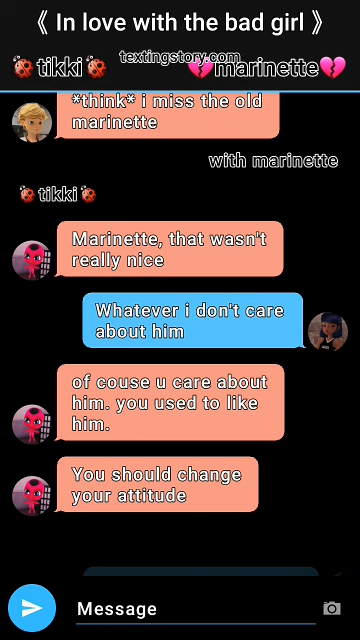 《 In love with the bad girl 》
textingstory.com
🐞tikki🐞 💔marinette💔
*think* i miss the old
marinette
with marinette
🐞tikki🐞
Marinette, that wasn't
really nice
Whatever i don't care
about him
of couse u care about
him. you used to like
him.
You should change
your attitude
Message